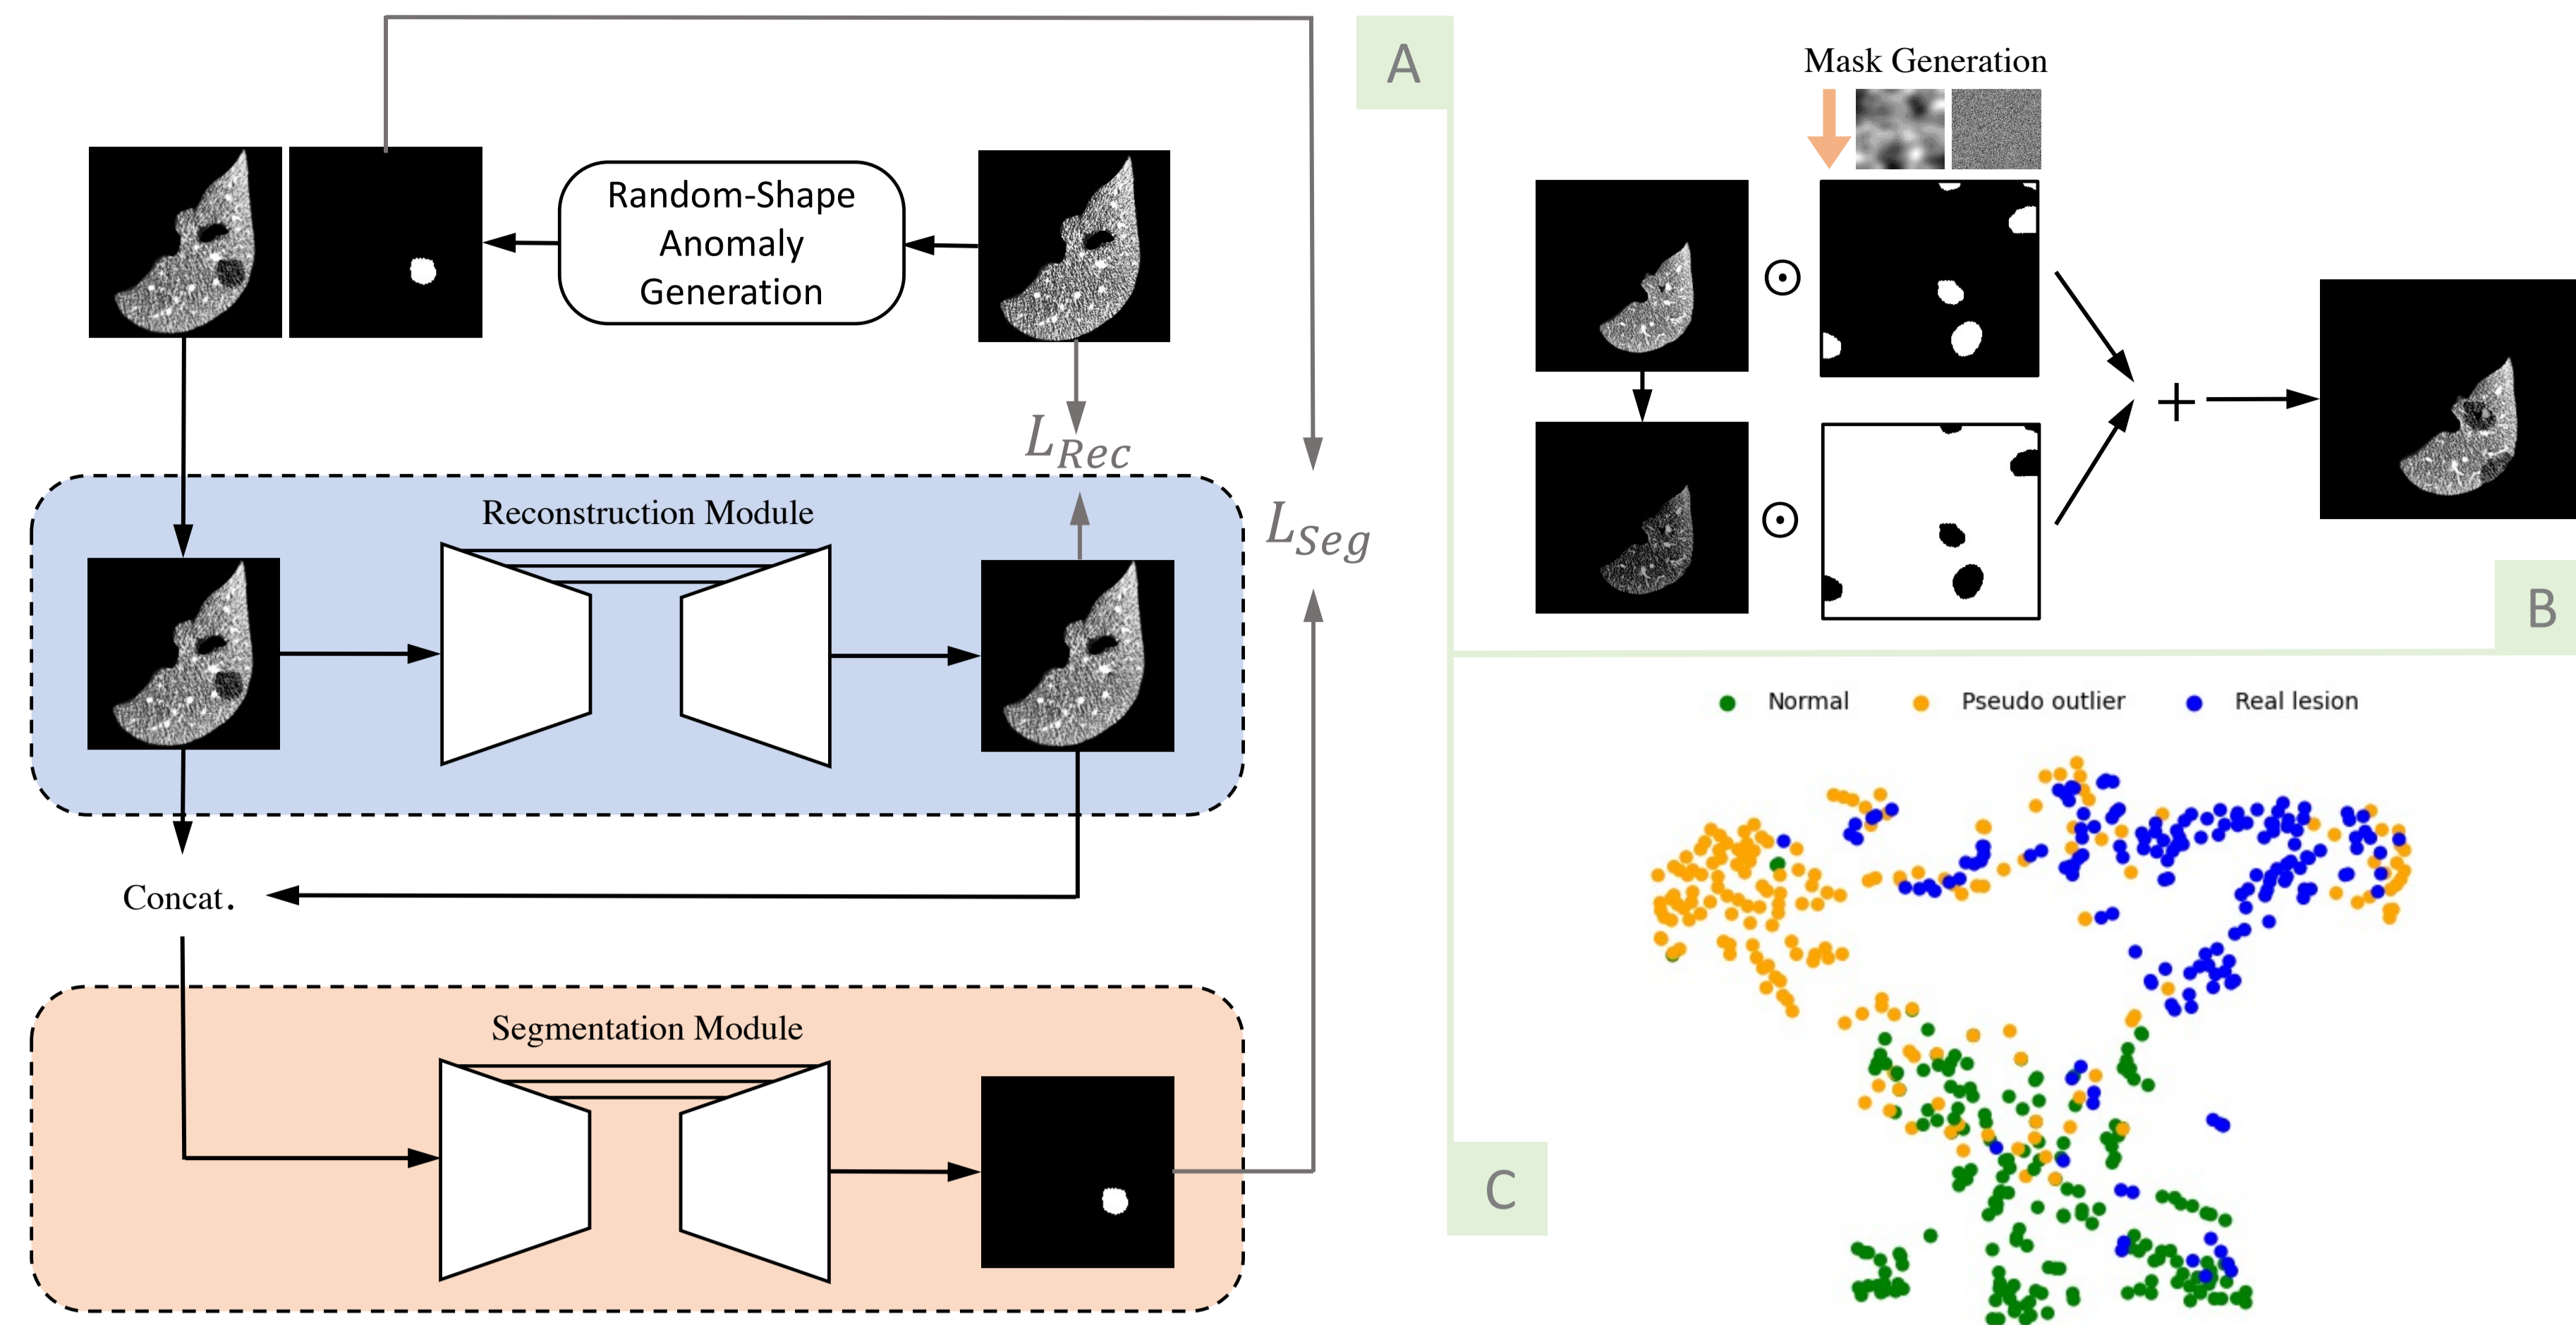 A
Random-Shape
Anomaly
Generation
L_Rec
Reconstruction Module
L_Seg
Concat.
Segmentation Module
Mask Generation
⊙
⊙
+
B
Normal
Pseudo outlier
Real lesion
C